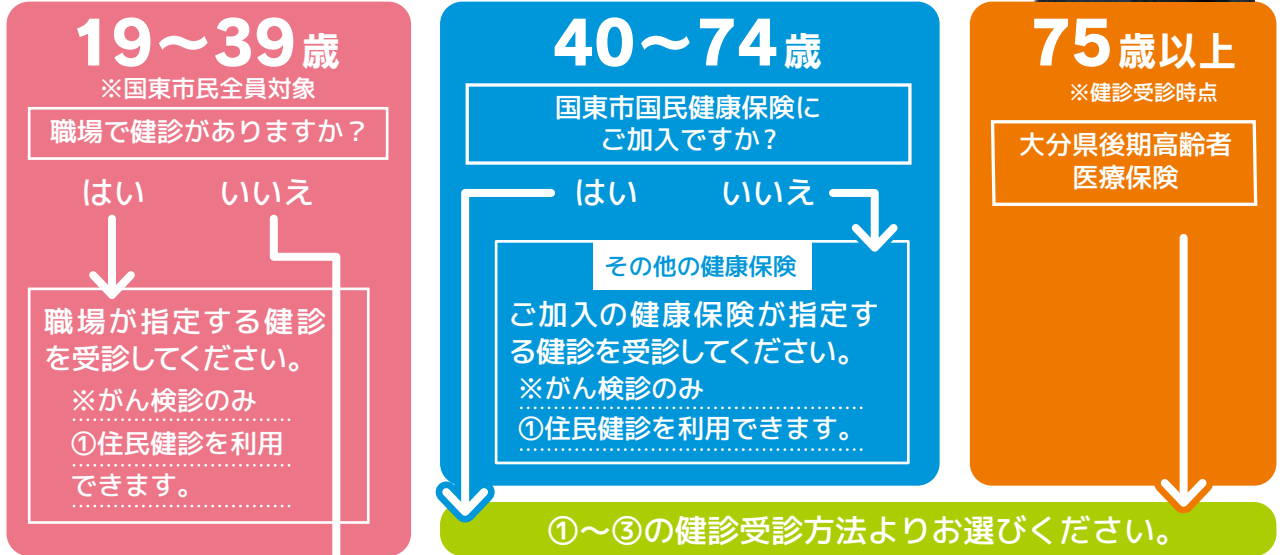 19～39歳
※国東市民全員対象
職場で健診がありますか？
はい
いいえ
職場が指定する健診
を受診してください。
※がん検診のみ
①住民健診を利用
できます。
40～74歳
国東市国民健康保険に
ご加入ですか？
はい
いいえ
その他の健康保険
ご加入の健康保険が指定す
る健診を受診してください。
※がん検診のみ
①住民健診を利用できます。
75歳以上
※健診受診時点
大分県後期高齢者
医療保険
①～③の健診受診方法よりお選びください。